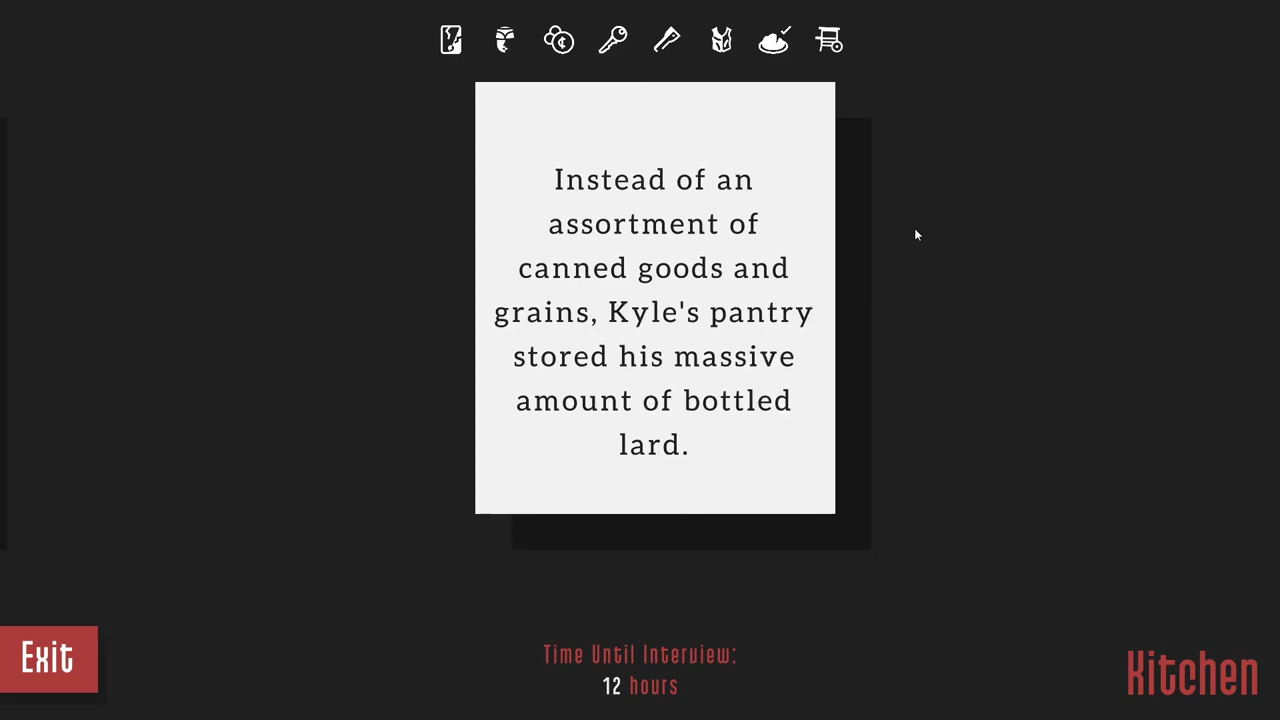 Instead of an
assortment of
canned goods and
grains, Kyle's pantry
stored his massive
amount of bottled
lard.
Exit
Time Until Interview:
12 hours
Kitchen